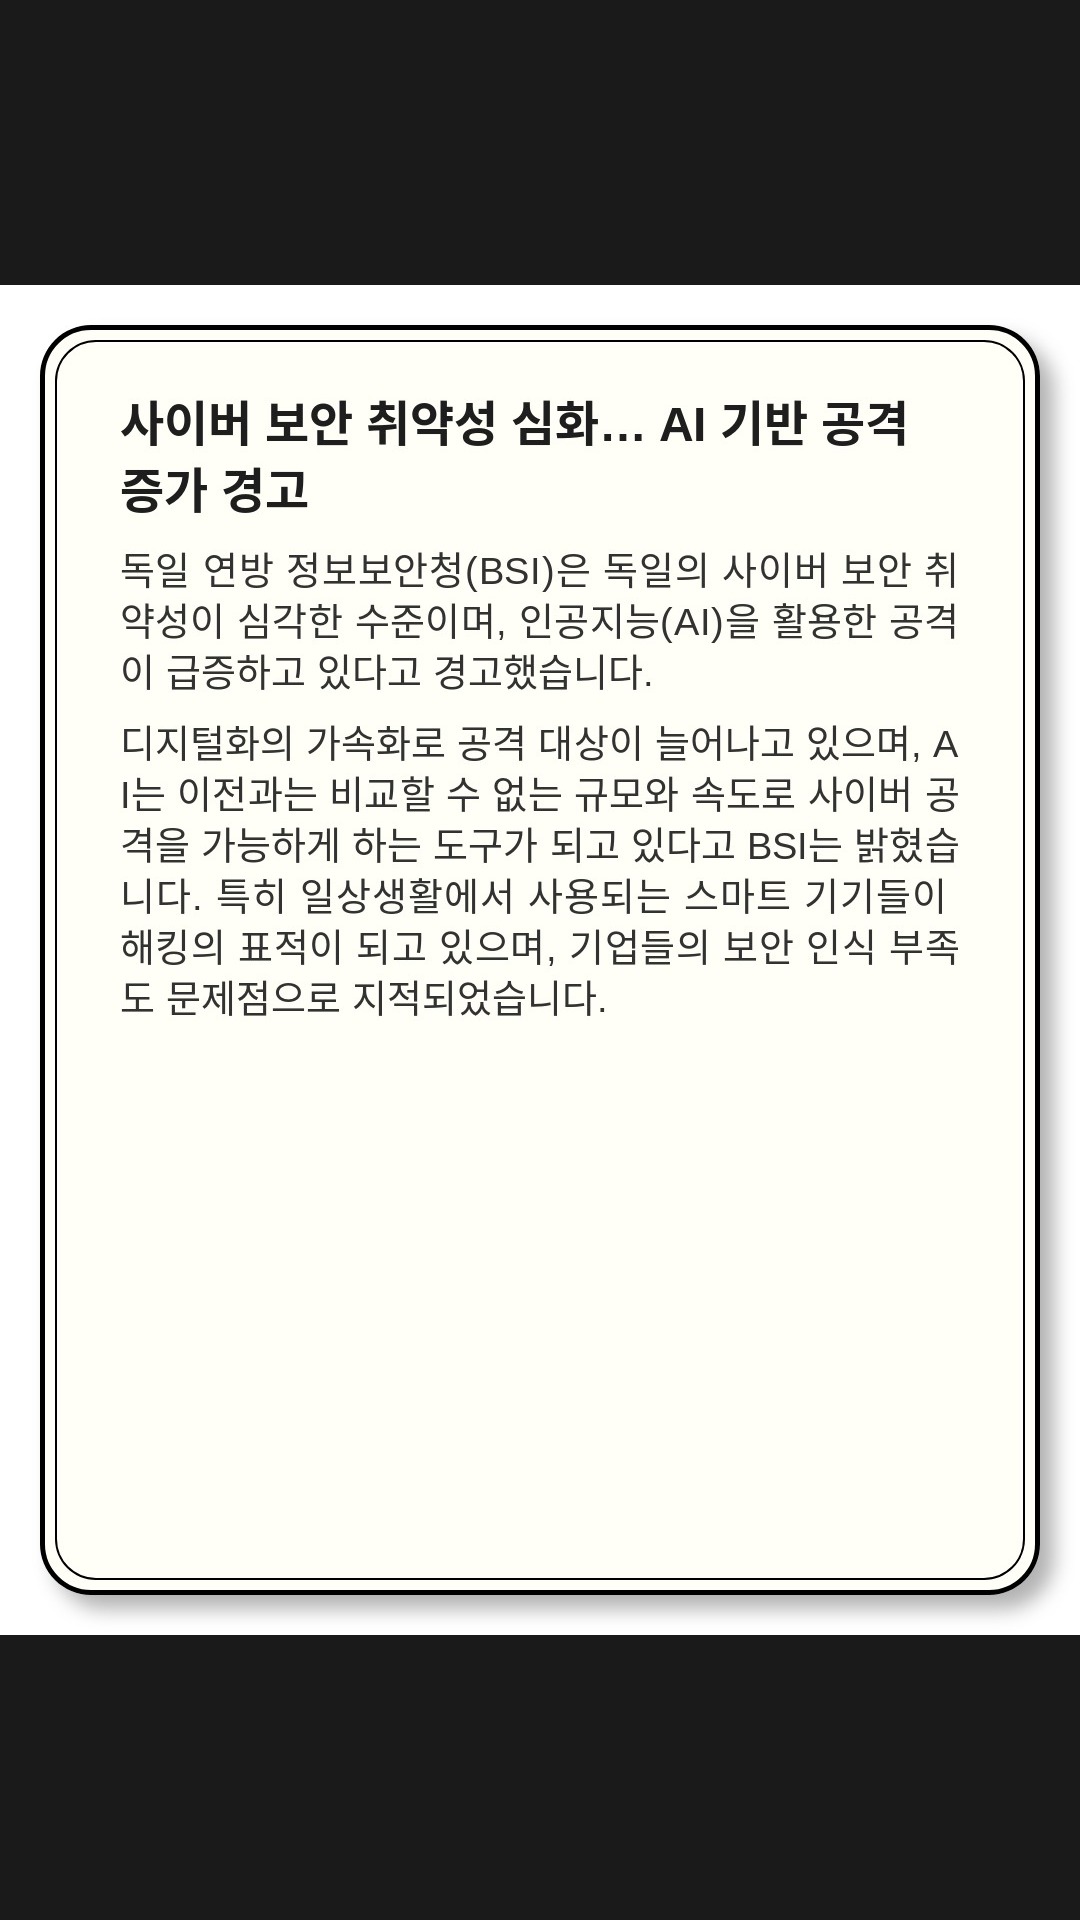 사이버 보안 취약성 심화… AI 기반 공격
증가 경고
독일 연방 정보보안청(BSI)은 독일의 사이버 보안 취
약성이 심각한 수준이며, 인공지능(AI)을 활용한 공격
이 급증하고 있다고 경고했습니다.
디지털화의 가속화로 공격 대상이 늘어나고 있으며, A
I는 이전과는 비교할 수 없는 규모와 속도로 사이버 공
격을 가능하게 하는 도구가 되고 있다고 BSI는 밝혔습
니다. 특히 일상생활에서 사용되는 스마트 기기들이
해킹의 표적이 되고 있으며, 기업들의 보안 인식 부족
도 문제점으로 지적되었습니다.